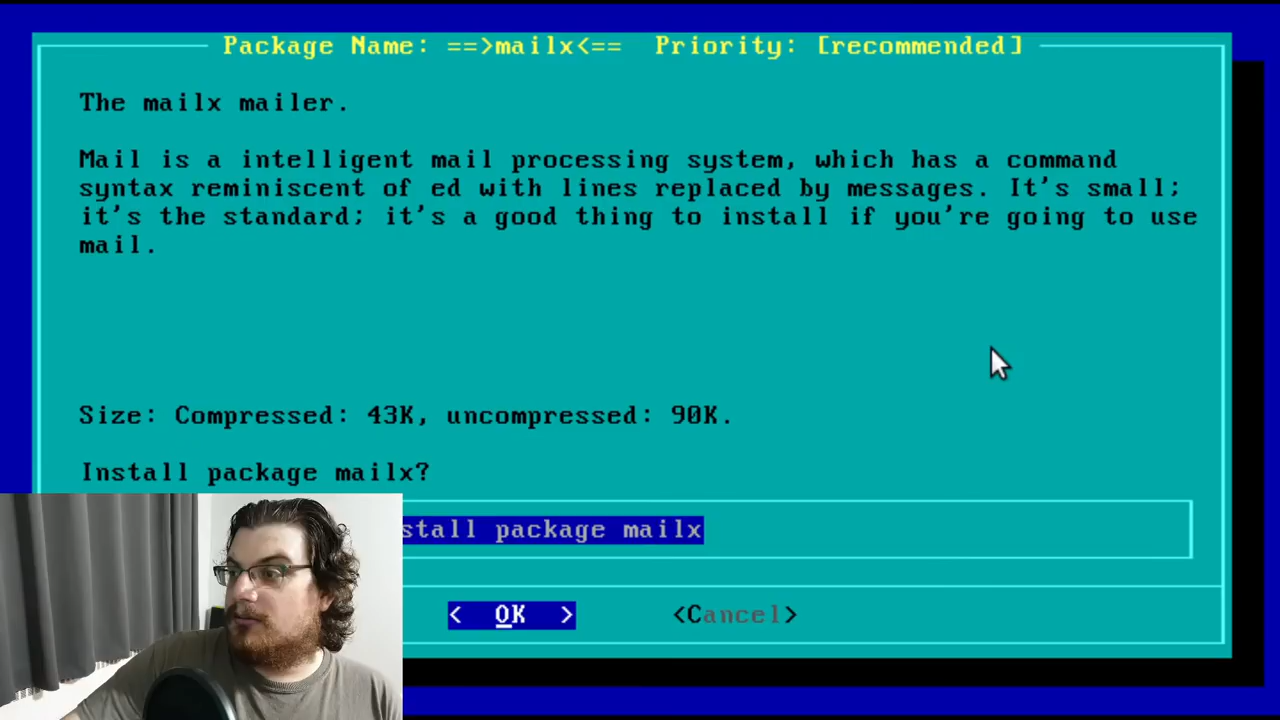 Package Name: ==>mailx<== Priority: [recommended]
The mailx mailer.
Mail is a intelligent mail processing system, which has a command
syntax reminiscent of ed with lines replaced by messages. It's small;
it's the standard; it's a good thing to install if you're going to use
mail.
Size: Compressed: 43K, uncompressed: 90K.
Install package mailx?
stall package mailx
< OK > <Cancel>